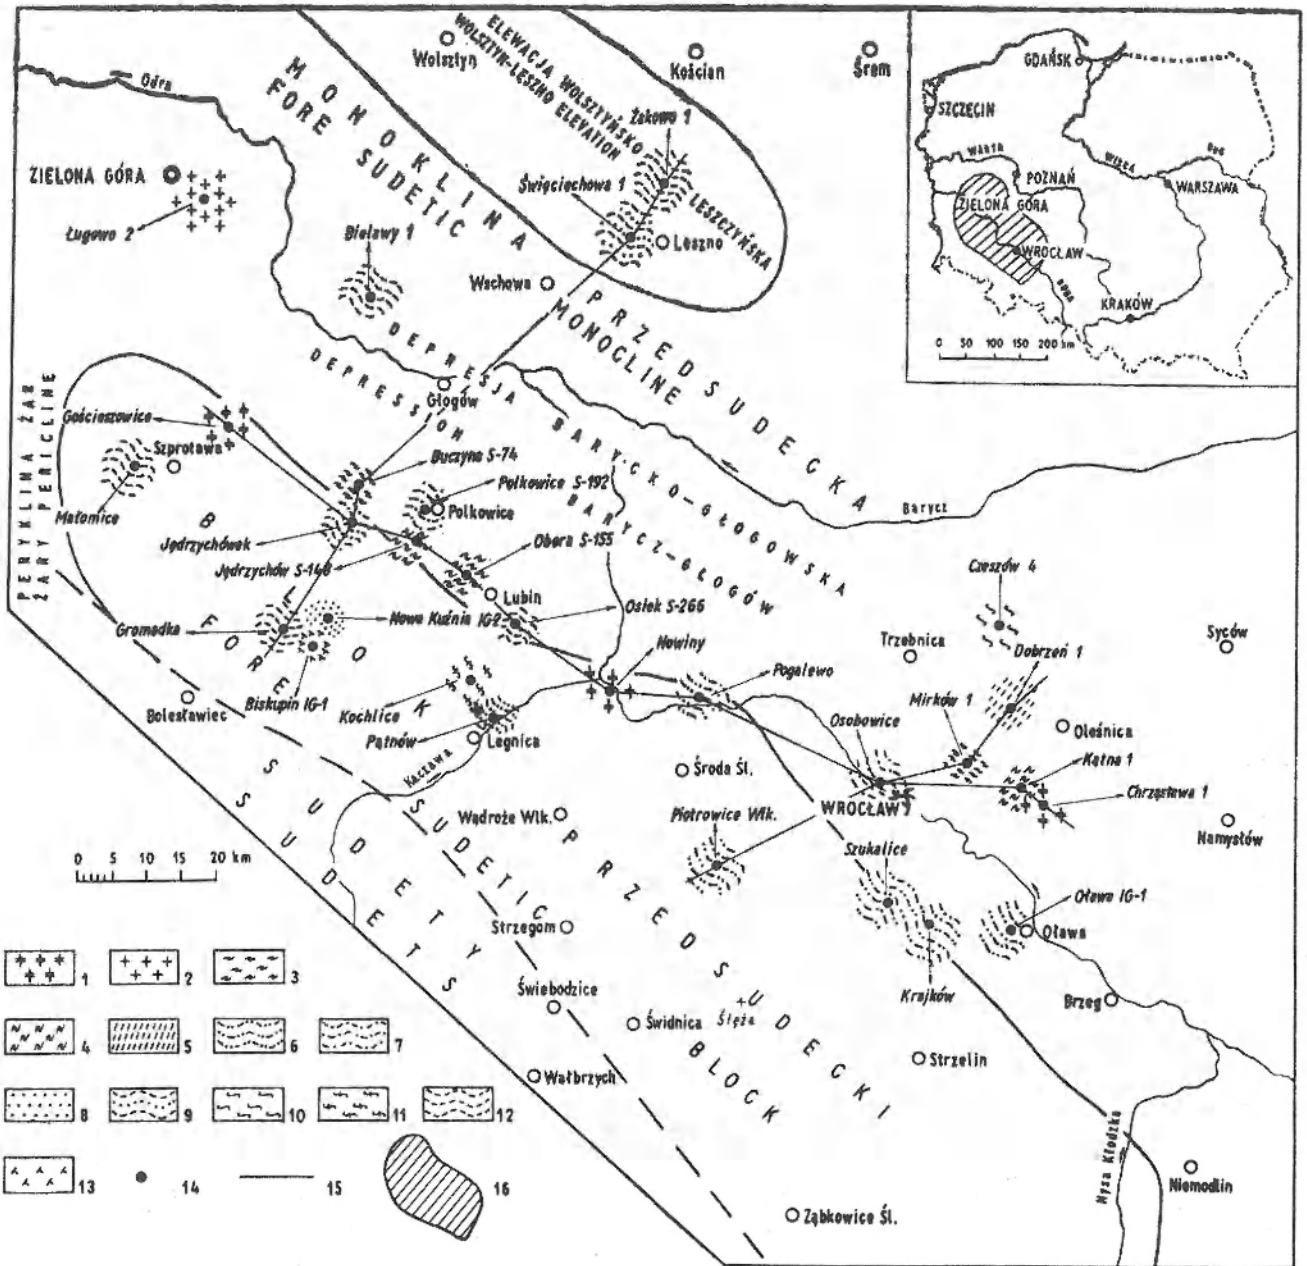 Odra
ZIELONA GÓRA
Ługowo 2
MONOKLINA
FORE SUDETIC
Wolsztyn
ELEWACJA WOLSZTYŃSKO
WOLSZTYN-LESZNO ELEVATION
LESZCZYŃSKA
Kościan
Śrem
Żakowo 1
Święciechowa 1
Leszno
Wschowa
Bielawy 1
PRZEDSUDECKA
MONOCLINE
GDAŃSK
SZCZECIN
WARTA
POZNAŃ
WISŁA
BUG
WARSZAWA
ZIELONA GÓRA
WROCŁAW
ODRA
KRAKÓW
0 50 100 150 200 km
DEPRESJA BARYCKO-GŁOGOWSKA
DEPRESSION BARYCZ-GŁOGÓW
Głogów
Barycz
PERYKLINA ŻAR
ŻARY PERICLINE
Gościeszowice
Szprotawa
Małomice
Buczyna S-74
Polkowice S-192
Polkowice
Jędrzychówek
Jędrzychów S-148
Obora S-155
Lubin
Gromadka
Nowa Kuźnia IG-2
Osiek S-266
Nowiny
Biskupin IG-1
Bolesławiec
Kochlice
Pątnów
Legnica
Kaczawa
Pogalewo
Trzebnica
Czeszów 4
Syców
Dobrzeń 1
Mirków 1
Osobowice
Oleśnica
Kątna 1
Chrząstawa 1
WROCŁAW
Namysłów
Środa Śl.
Piotrowice Wlk.
Wądroże Wlk.
BLOK PRZEDSUDECKI
FORE SUDETIC BLOCK
SUDETY
SUDETS
Szukalice
Oława IG-1
Oława
Krajków
Brzeg
Strzegom
Świebodzice
Świdnica
Ślęża
Strzelin
Wałbrzych
Nysa Kłodzka
Niemodlin
Ząbkowice Śl.
0 5 10 15 20 km
1 2 3
4 5 6 7
8 9 10 11 12
13 14 15 16